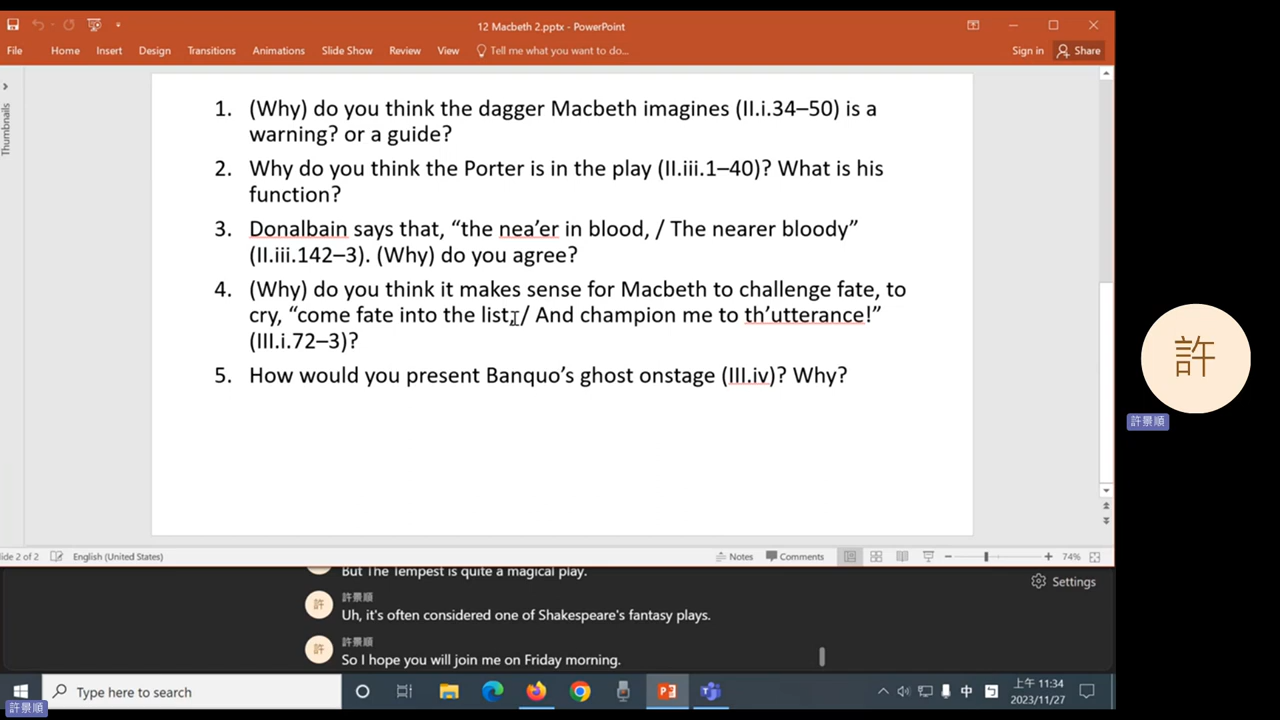 12 Macbeth 2.pptx - PowerPoint
File Home Insert Design Transitions Animations Slide Show Review View Tell me what you want to do... Sign in Share
Thumbnails
1. (Why) do you think the dagger Macbeth imagines (II.i.34–50) is a
warning? or a guide?
2. Why do you think the Porter is in the play (II.iii.1–40)? What is his
function?
3. Donalbain says that, “the nea’er in blood, / The nearer bloody”
(II.iii.142–3). (Why) do you agree?
4. (Why) do you think it makes sense for Macbeth to challenge fate, to
cry, “come fate into the list, / And champion me to th’utterance!”
(III.i.72–3)?
5. How would you present Banquo’s ghost onstage (III.iv)? Why?
許
許景順
lide 2 of 2 English (United States) Notes Comments 74%
But The Tempest is quite a magical play.
Settings
許 許景順
Uh, it's often considered one of Shakespeare's fantasy plays.
許 許景順
So I hope you will join me on Friday morning.
Type here to search
中
上午 11:34
2023/11/27
許景順